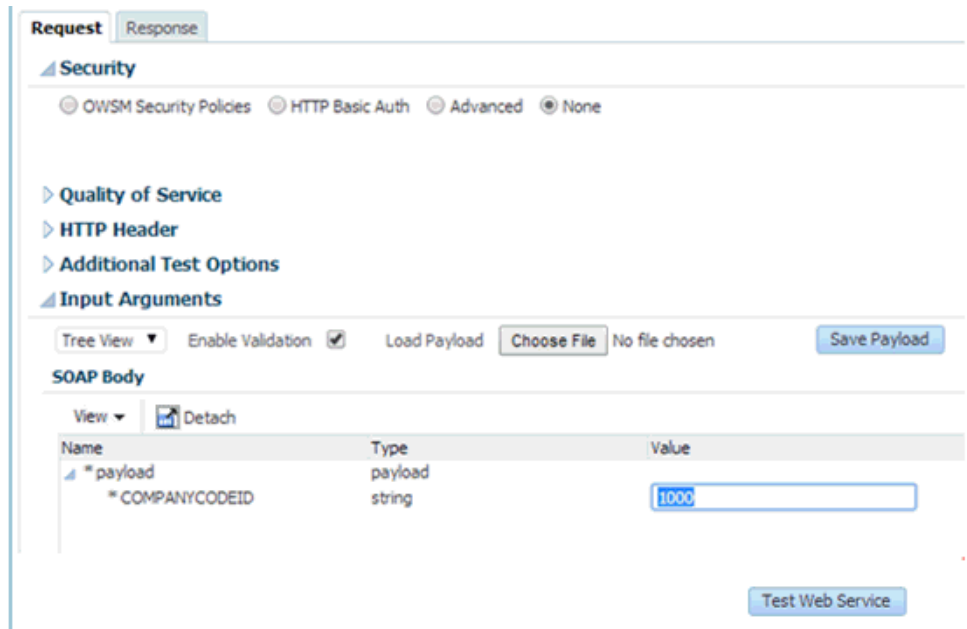 Request Response
Security
OWSM Security Policies HTTP Basic Auth Advanced None
Quality of Service
HTTP Header
Additional Test Options
Input Arguments
Tree View Enable Validation Load Payload Choose File No file chosen Save Payload
SOAP Body
View Detach
Name Type Value
* payload payload
* COMPANYCODEID string 1000
Test Web Service